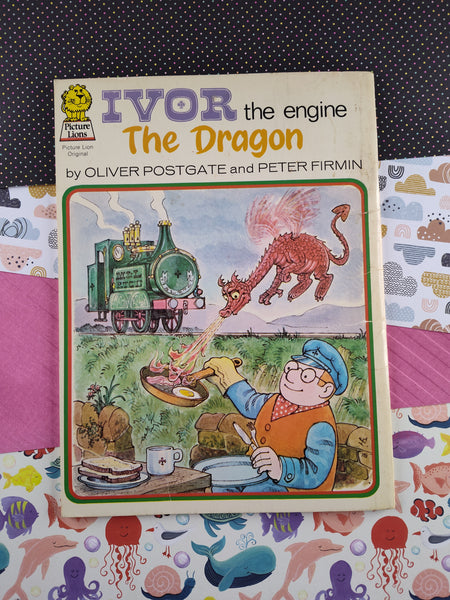 IVOR the engine
The Dragon
by OLIVER POSTGATE and PETER FIRMIN
Picture
Lions
Picture Lion
Original